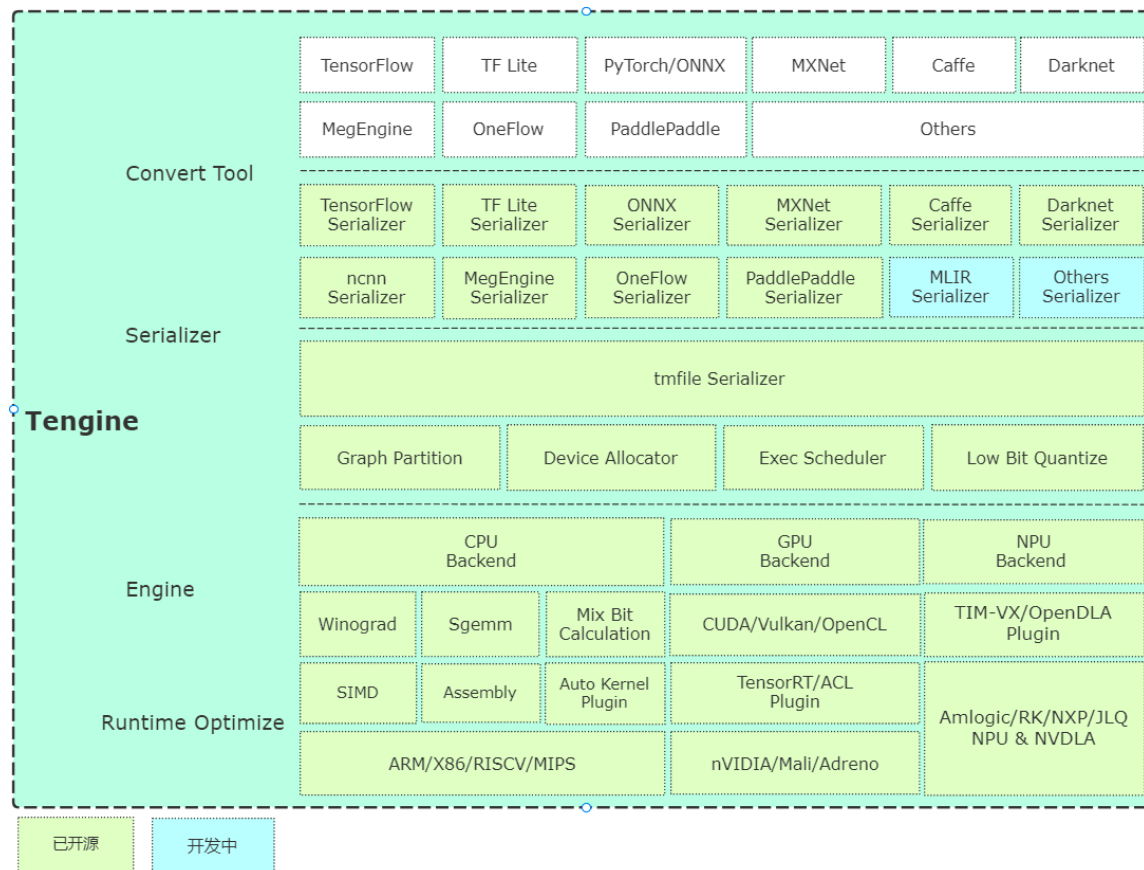 TensorFlow
TF Lite
PyTorch/ONNX
MXNet
Caffe
Darknet
MegEngine
OneFlow
PaddlePaddle
Others
Convert Tool
TensorFlow
Serializer
TF Lite
Serializer
ONNX
Serializer
MXNet
Serializer
Caffe
Serializer
Darknet
Serializer
ncnn
Serializer
MegEngine
Serializer
OneFlow
Serializer
PaddlePaddle
Serializer
MLIR
Serializer
Others
Serializer
Serializer
tmfile Serializer
Tengine
Graph Partition
Device Allocator
Exec Scheduler
Low Bit Quantize
CPU
Backend
GPU
Backend
NPU
Backend
Engine
Winograd
Sgemm
Mix Bit
Calculation
CUDA/Vulkan/OpenCL
TIM-VX/OpenDLA
Plugin
SIMD
Assembly
Auto Kernel
Plugin
TensorRT/ACL
Plugin
Amlogic/RK/NXP/JLQ
NPU & NVDLA
Runtime Optimize
ARM/X86/RISCV/MIPS
nVIDIA/Mali/Adreno
已开源
开发中